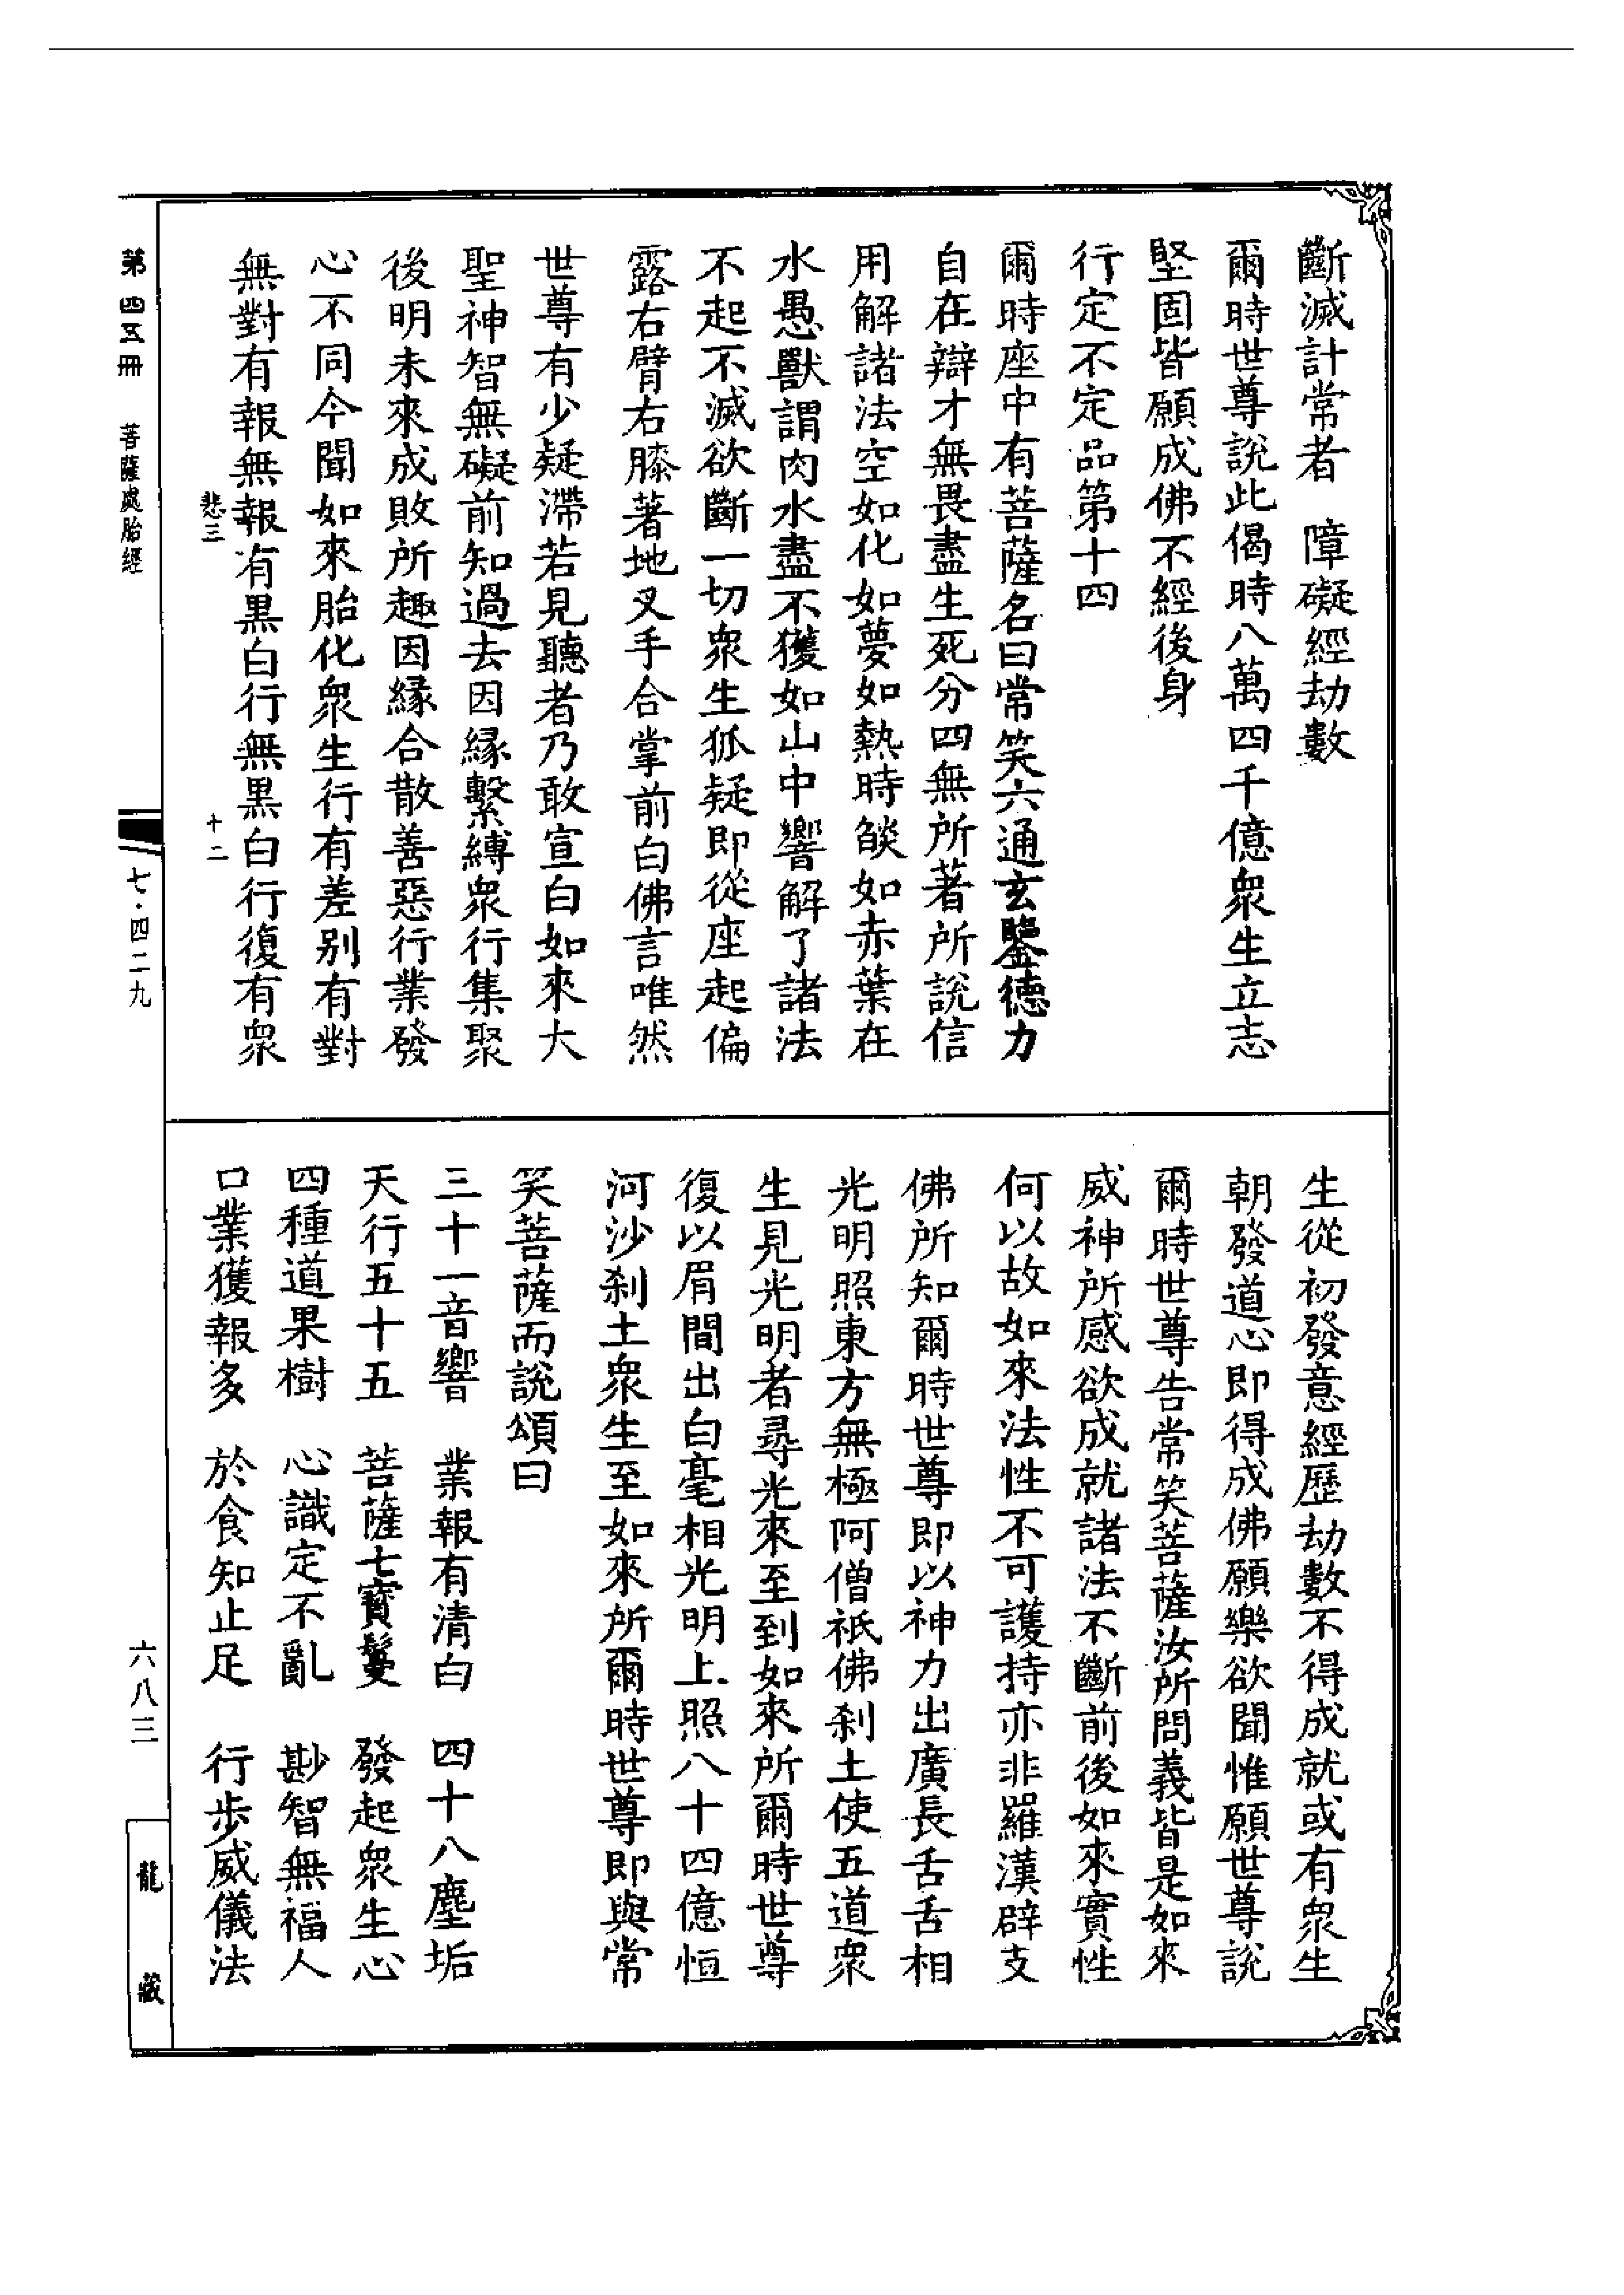 斷滅計常者　障礙經劫數
爾時世尊說此偈時八萬四千億衆生立志
堅固皆願成佛不經後身
行定不定品第十四
爾時座中有菩薩名曰常笑六通玄鑒德力
自在辯才無畏盡生死分四無所著所說信
用解諸法空如化如夢如熱時燄如赤葉在
水愚獸謂肉水盡不獲如山中響解了諸法
不起不滅欲斷一切衆生狐疑即從座起偏
露右臂右膝著地叉手合掌前白佛言唯然
世尊有少疑滯若見聽者乃敢宣白如來大
聖神智無礙前知過去因緣繫縛衆行集聚
後明未來成敗所趣因緣合散善惡行業發
心不同今聞如來胎化衆生行有差别有對
無對有報無報有黒白行無黒白行復有衆
悲三　十二
生從初發意經歷劫數不得成就或有衆生
朝發道心即得成佛願樂欲聞惟願世尊說
爾時世尊告常笑菩薩汝所問義皆是如來
威神所感欲成就諸法不斷前後如來實性
何以故如來法性不可護持亦非羅漢辟支
佛所知爾時世尊即以神力出廣長舌舌相
光明照東方無極阿僧祇佛刹土使五道衆
生見光明者尋光來至到如來所爾時世尊
復以眉間出白毫相光明上照八十四億恒
河沙刹土衆生至如來所爾時世尊即與常
笑菩薩而說頌曰
三十一音響　業報有清白　四十八塵垢
天行五十五　菩薩七寶鬘　發起衆生心
四種道果樹　心識定不亂　尠智無福人
口業獲報多　於食知止足　行步威儀法
第四五冊　菩薩處胎經
七·四二九
六八三
龍藏